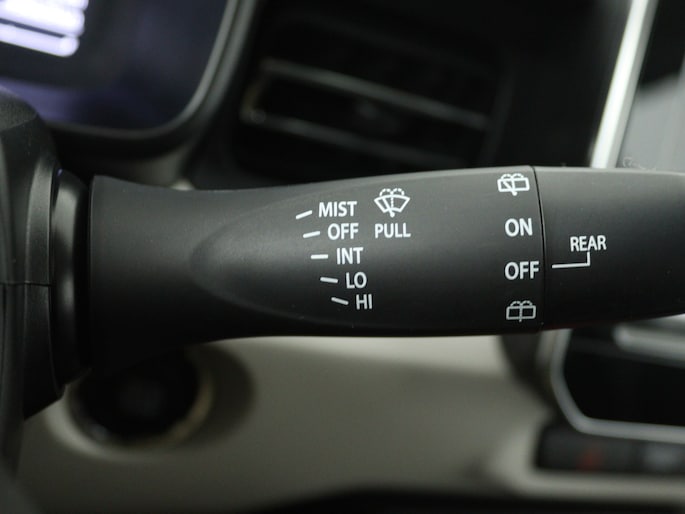 MIST
OFF PULL
INT
LO
HI
ON
OFF
REAR